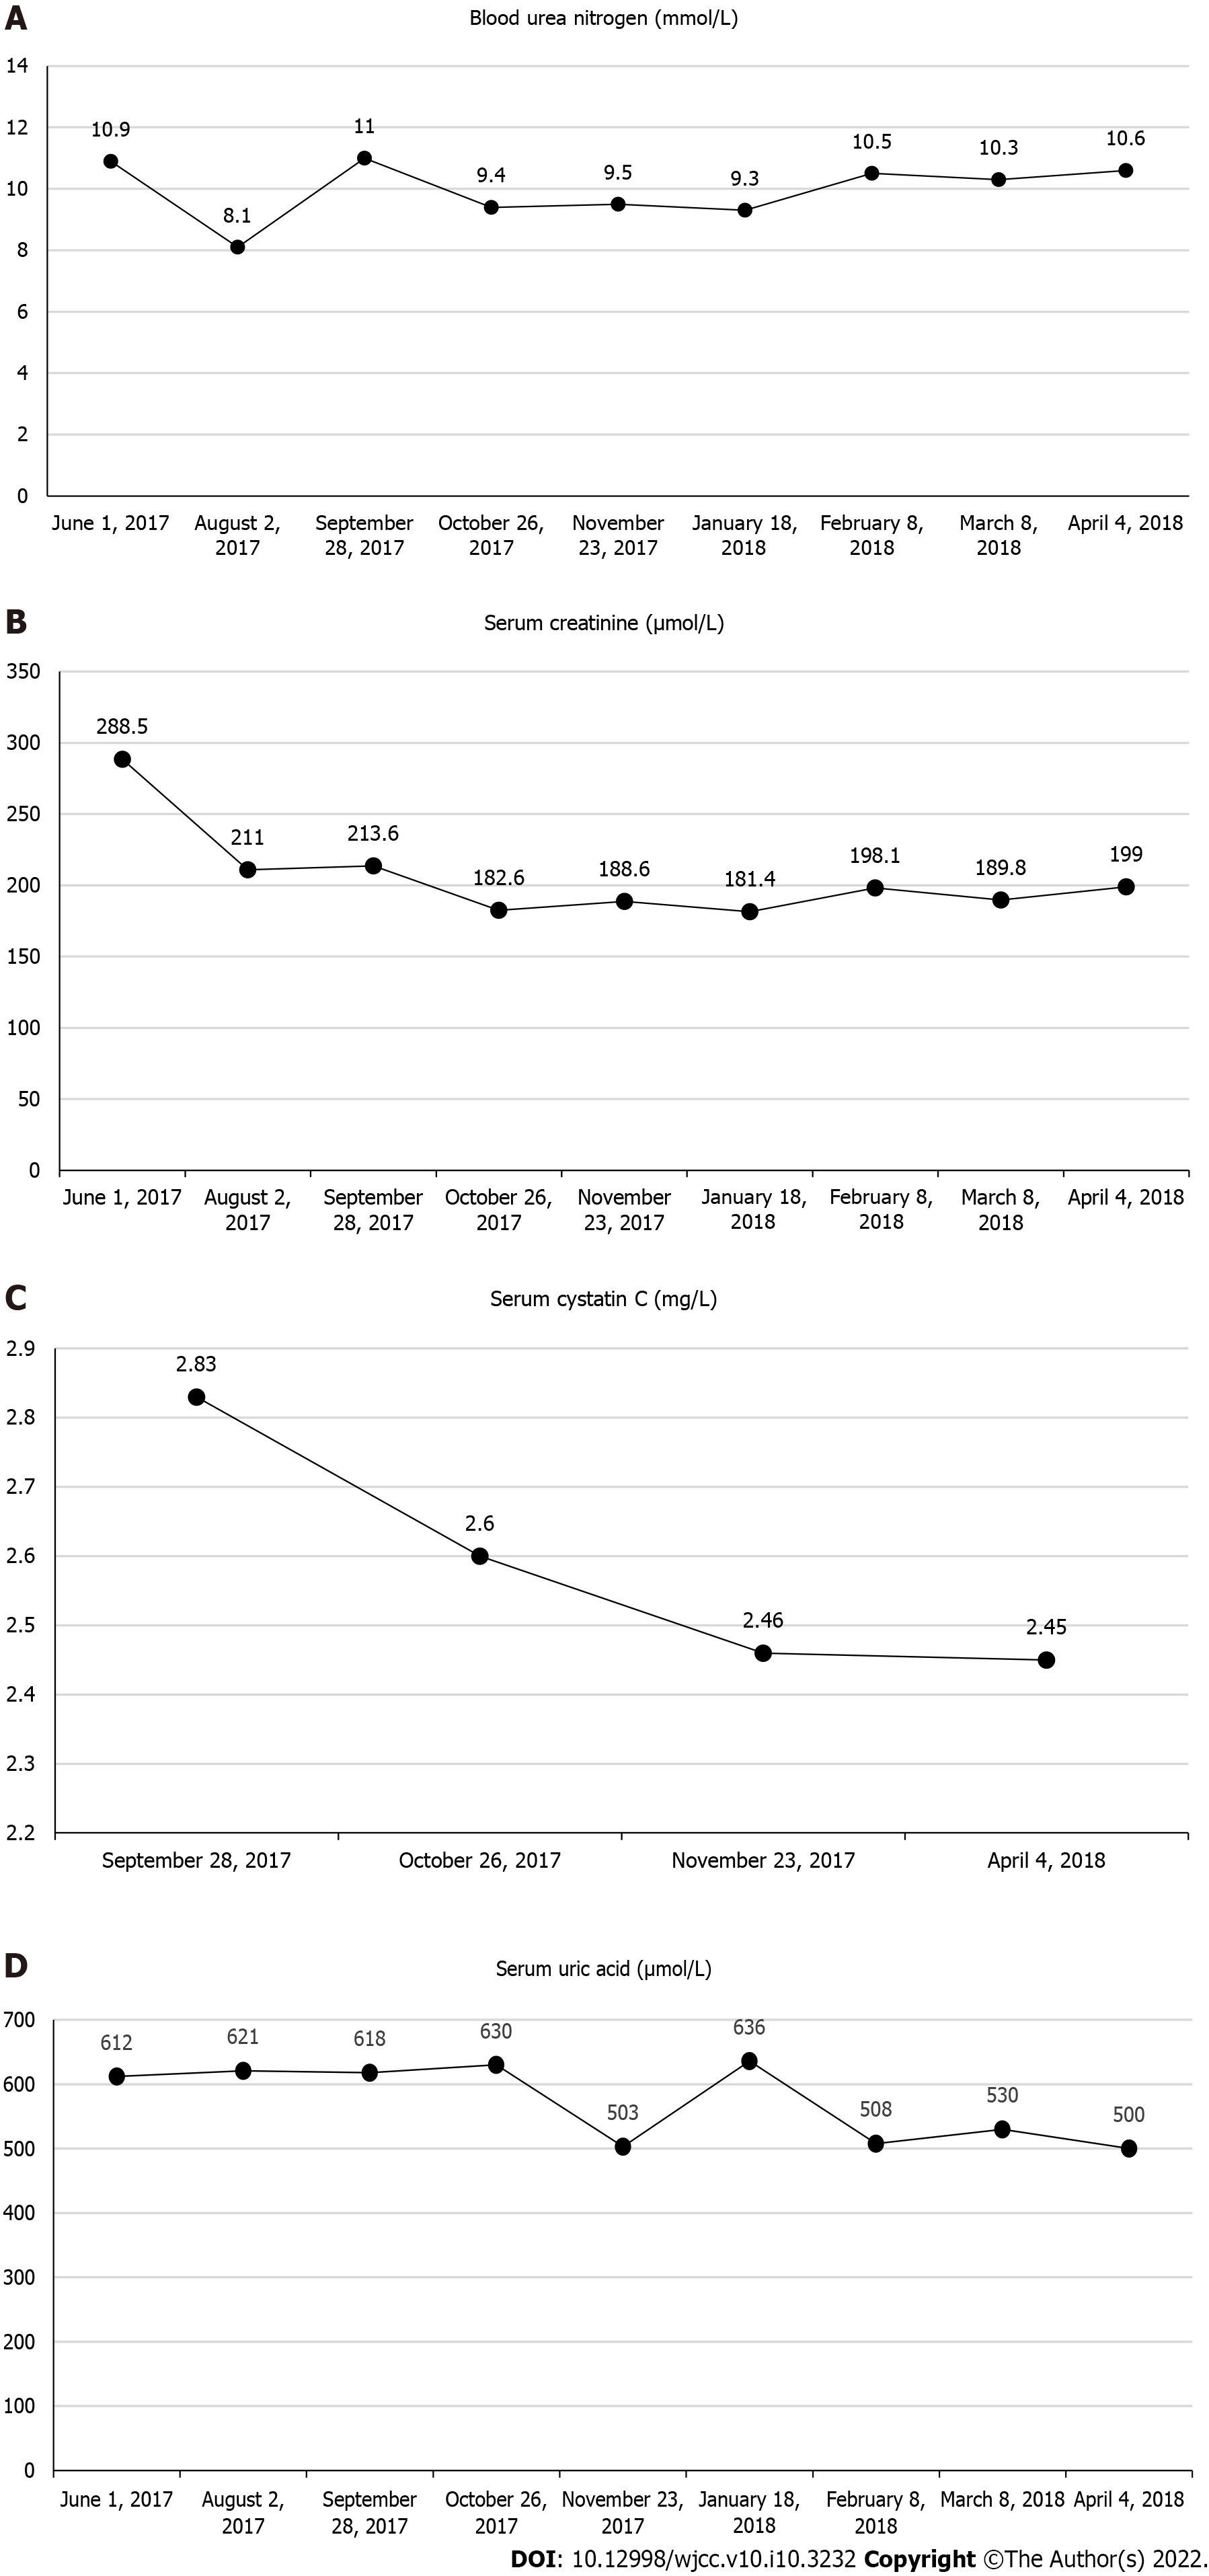 A
Blood urea nitrogen (mmol/L)
14
12
10
8
6
4
2
0
10.9
8.1
11
9.4
9.5
9.3
10.5
10.3
10.6
June 1, 2017
August 2,
2017
September
28, 2017
October 26,
2017
November
23, 2017
January 18,
2018
February 8,
2018
March 8,
2018
April 4, 2018
B
Serum creatinine (μmol/L)
350
300
250
200
150
100
50
0
288.5
211
213.6
182.6
188.6
181.4
198.1
189.8
199
June 1, 2017
August 2,
2017
September
28, 2017
October 26,
2017
November
23, 2017
January 18,
2018
February 8,
2018
March 8,
2018
April 4, 2018
C
Serum cystatin C (mg/L)
2.9
2.8
2.7
2.6
2.5
2.4
2.3
2.2
2.83
2.6
2.46
2.45
September 28, 2017
October 26, 2017
November 23, 2017
April 4, 2018
D
Serum uric acid (μmol/L)
700
600
500
400
300
200
100
0
612
621
618
630
503
636
508
530
500
June 1, 2017
August 2,
2017
September
28, 2017
October 26,
2017
November 23,
2017
January 18,
2018
February 8,
2018
March 8, 2018
April 4, 2018
DOI: 10.12998/wjcc.v10.i10.3232 Copyright ©The Author(s) 2022.